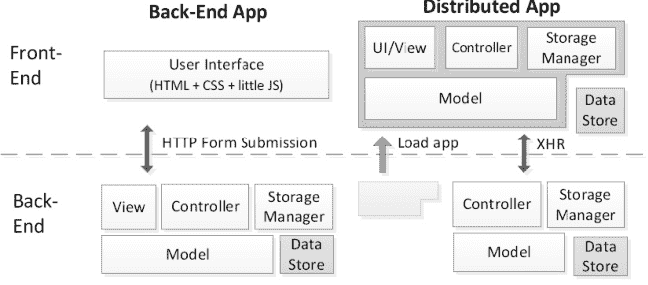 Back-End App
Distributed App
Front-
End
User Interface
(HTML + CSS + little JS)
UI/View
Controller
Storage
Manager
Model
Data
Store
HTTP Form Submission
Load app
XHR
Back-
End
View
Controller
Storage
Manager
Model
Data
Store
Controller
Storage
Manager
Model
Data
Store